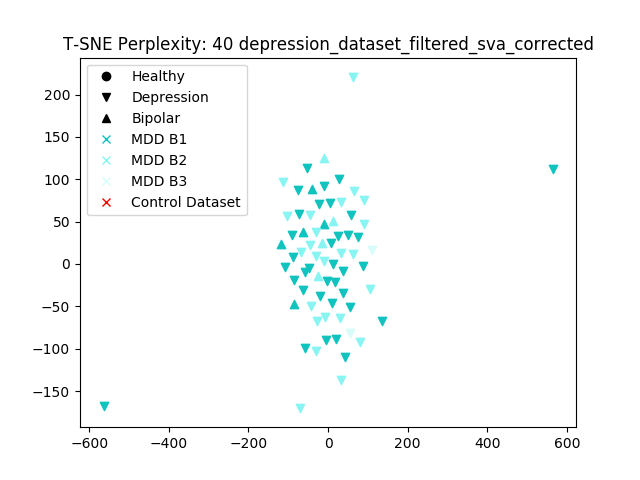 T-SNE Perplexity: 40 depression_dataset_filtered_sva_corrected
Healthy
Depression
Bipolar
MDD B1
MDD B2
MDD B3
Control Dataset
200
150
100
50
0
−50
−100
−150
−600
−400
−200
0
200
400
600